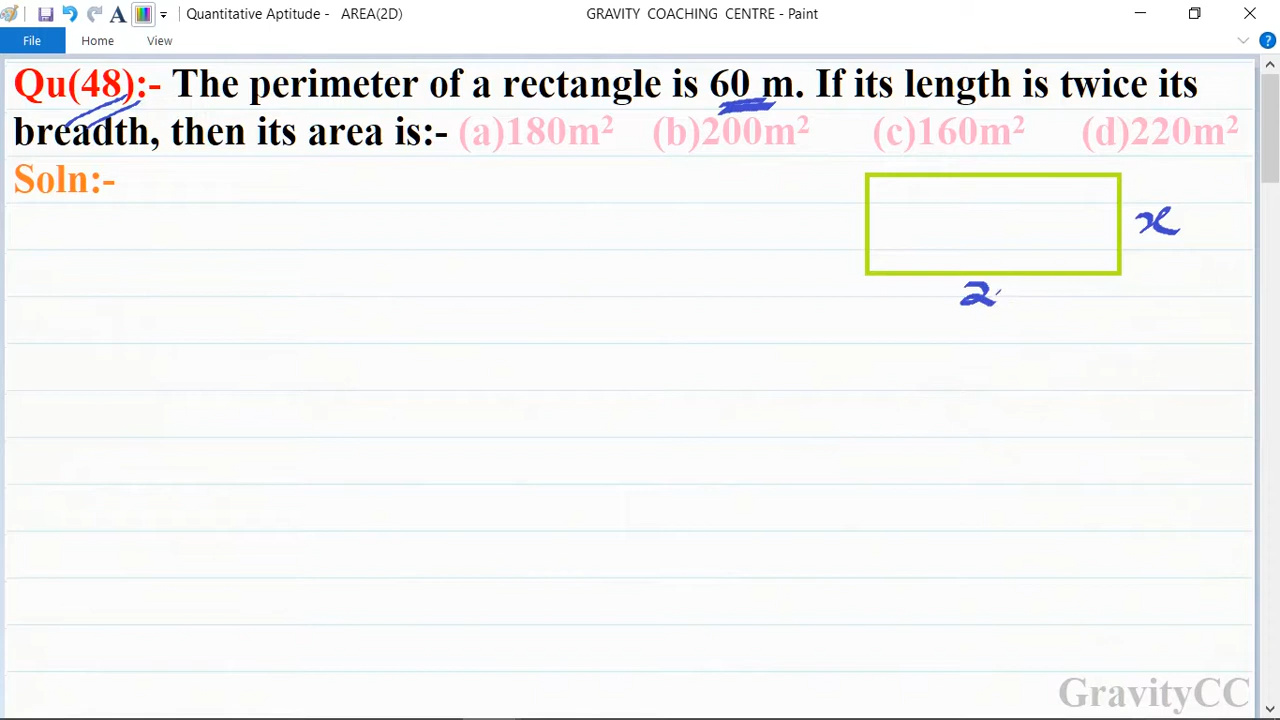 Quantitative Aptitude - AREA(2D)
GRAVITY COACHING CENTRE - Paint
File Home View
Qu(48):- The perimeter of a rectangle is 60 m. If its length is twice its
breadth, then its area is:- (a)180m² (b)200m² (c)160m² (d)220m²
Soln:-
x
2
GravityCC